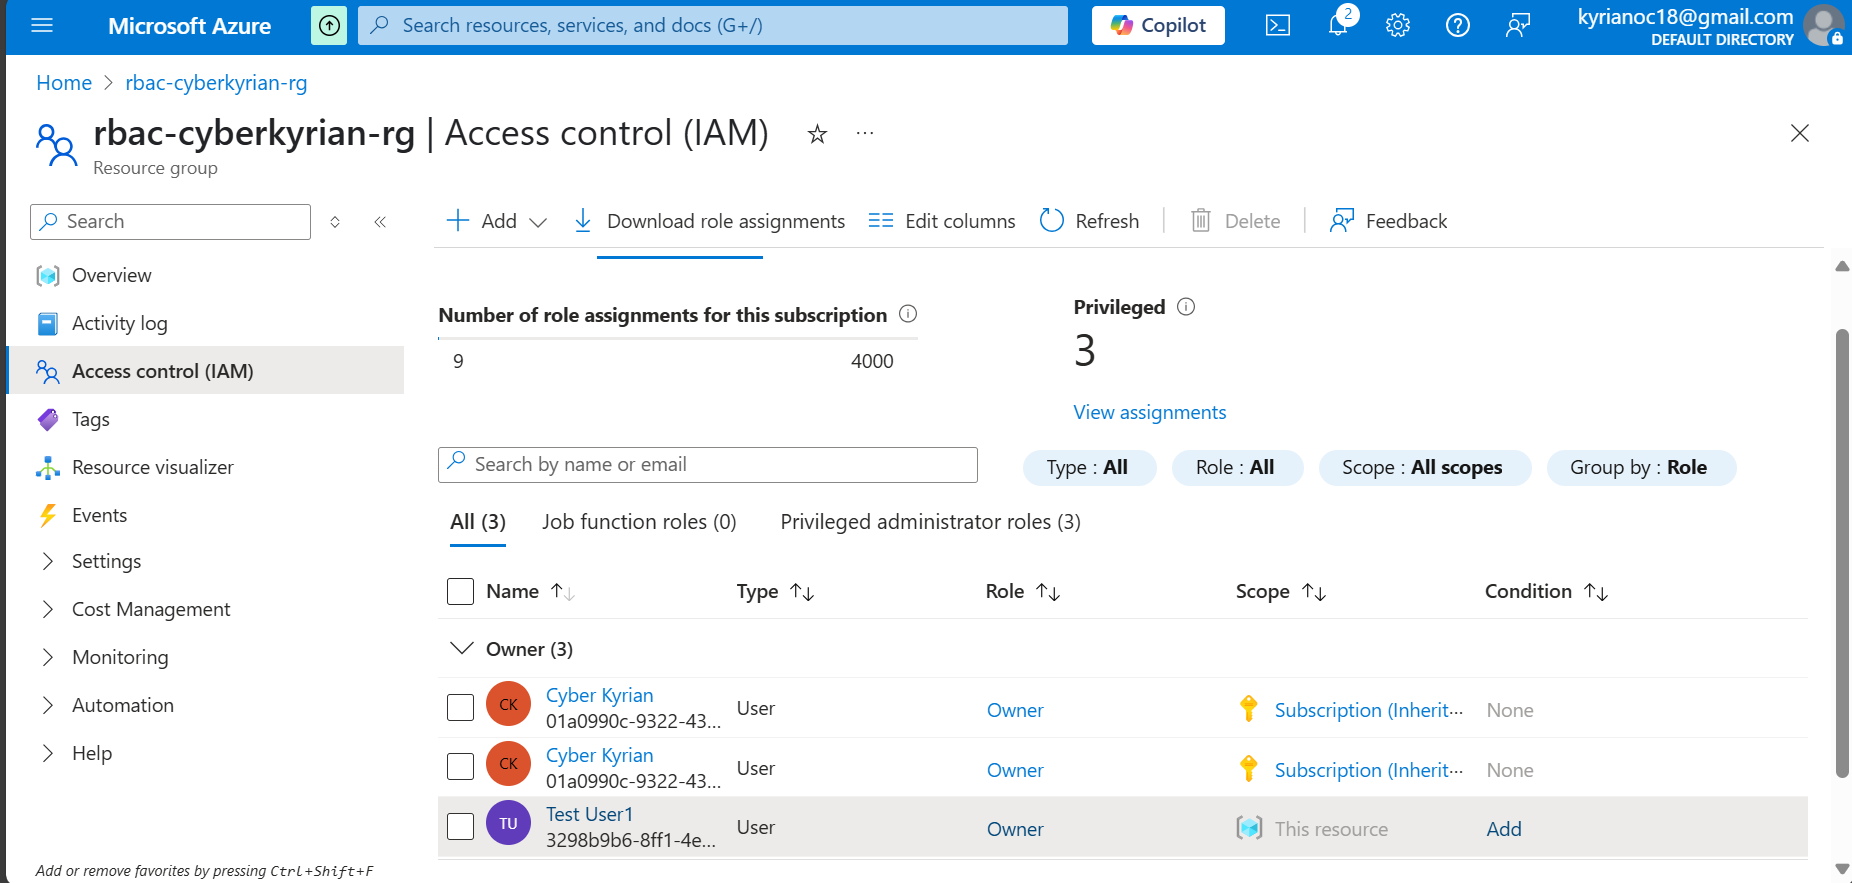 Microsoft Azure
Search resources, services, and docs (G+/)
Copilot
2
kyrianoc18@gmail.com
DEFAULT DIRECTORY
Home > rbac-cyberkyrian-rg
rbac-cyberkyrian-rg | Access control (IAM)
Resource group
Search
Add
Download role assignments
Edit columns
Refresh
Delete
Feedback
Overview
Activity log
Access control (IAM)
Tags
Resource visualizer
Events
Settings
Cost Management
Monitoring
Automation
Help
Add or remove favorites by pressing Ctrl+Shift+F
Number of role assignments for this subscription
9 4000
Privileged
3
View assignments
Search by name or email
Type : All
Role : All
Scope : All scopes
Group by : Role
All (3) Job function roles (0) Privileged administrator roles (3)
Name Type Role Scope Condition
Owner (3)
CK Cyber Kyrian User Owner Subscription (Inherit... None
01a0990c-9322-43...
CK Cyber Kyrian User Owner Subscription (Inherit... None
01a0990c-9322-43...
TU Test User1 User Owner This resource Add
3298b9b6-8ff1-4e...